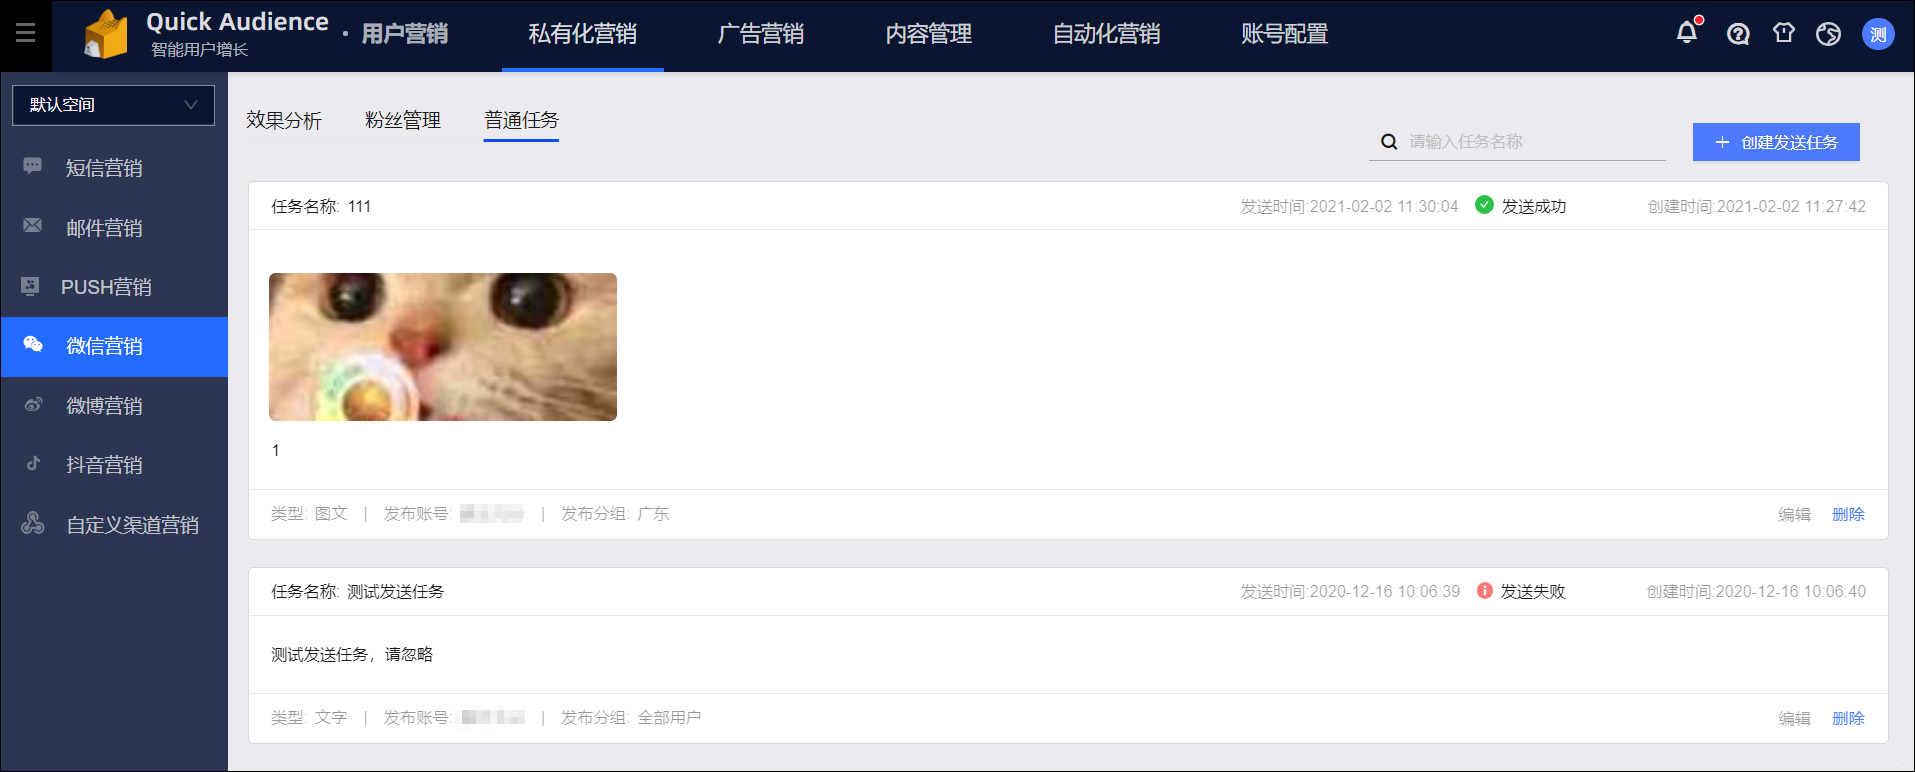 Quick Audience
智能用户增长
· 用户营销
私有化营销
广告营销
内容管理
自动化营销
账号配置
测
默认空间
短信营销
邮件营销
PUSH营销
微信营销
微博营销
抖音营销
自定义渠道营销
效果分析
粉丝管理
普通任务
请输入任务名称
+ 创建发送任务
任务名称: 111
发送时间:2021-02-02 11:30:04
发送成功
创建时间:2021-02-02 11:27:42
1
类型: 图文 | 发布账号: | 发布分组: 广东
编辑 删除
任务名称: 测试发送任务
发送时间:2020-12-16 10:06:39
发送失败
创建时间:2020-12-16 10:06:40
测试发送任务，请忽略
类型: 文字 | 发布账号: | 发布分组: 全部用户
编辑 删除